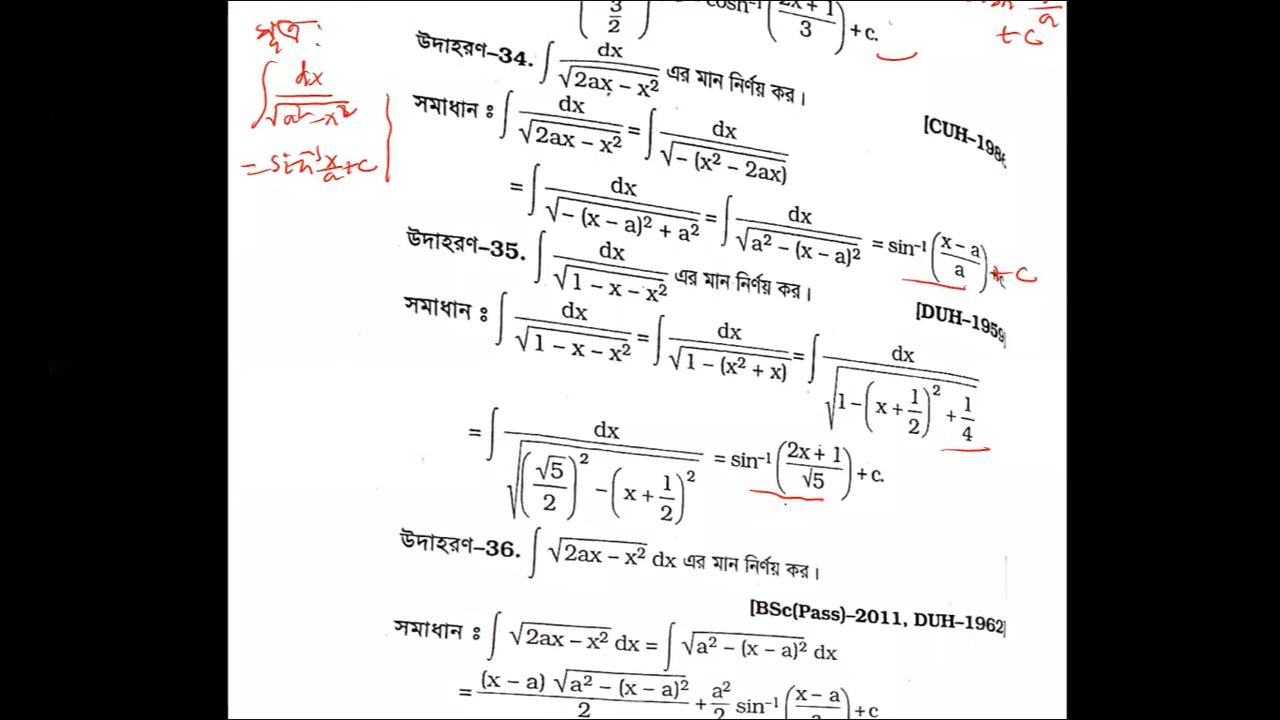 (3/2) cosh⁻¹ (2x + 1 / 3) + c.
+ c
সূত্র :
∫ dx / √a² – x²
= sin⁻¹ x/a + c
উদাহরণ–34. ∫ dx / √2ax – x² এর মান নির্ণয় কর।
[CUH–198
সমাধান ঃ ∫ dx / √2ax – x² = ∫ dx / √– (x² – 2ax)
= ∫ dx / √– (x – a)² + a² = ∫ dx / √a² – (x – a)² = sin⁻¹ (x – a / a) + c
উদাহরণ–35. ∫ dx / √1 – x – x² এর মান নির্ণয় কর।
[DUH–1959
সমাধান ঃ ∫ dx / √1 – x – x² = ∫ dx / √1 – (x² + x) = ∫ dx / √1 – (x + 1/2)² + 1/4
= ∫ dx / √(√5/2)² – (x + 1/2)² = sin⁻¹ (2x + 1 / √5) + c.
উদাহরণ–36. ∫ √2ax – x² dx এর মান নির্ণয় কর।
[BSc(Pass)–2011, DUH–1962]
সমাধান ঃ ∫ √2ax – x² dx = ∫ √a² – (x – a)² dx
= (x – a) √a² – (x – a)² / 2 + a²/2 sin⁻¹ (x – a / a) + c